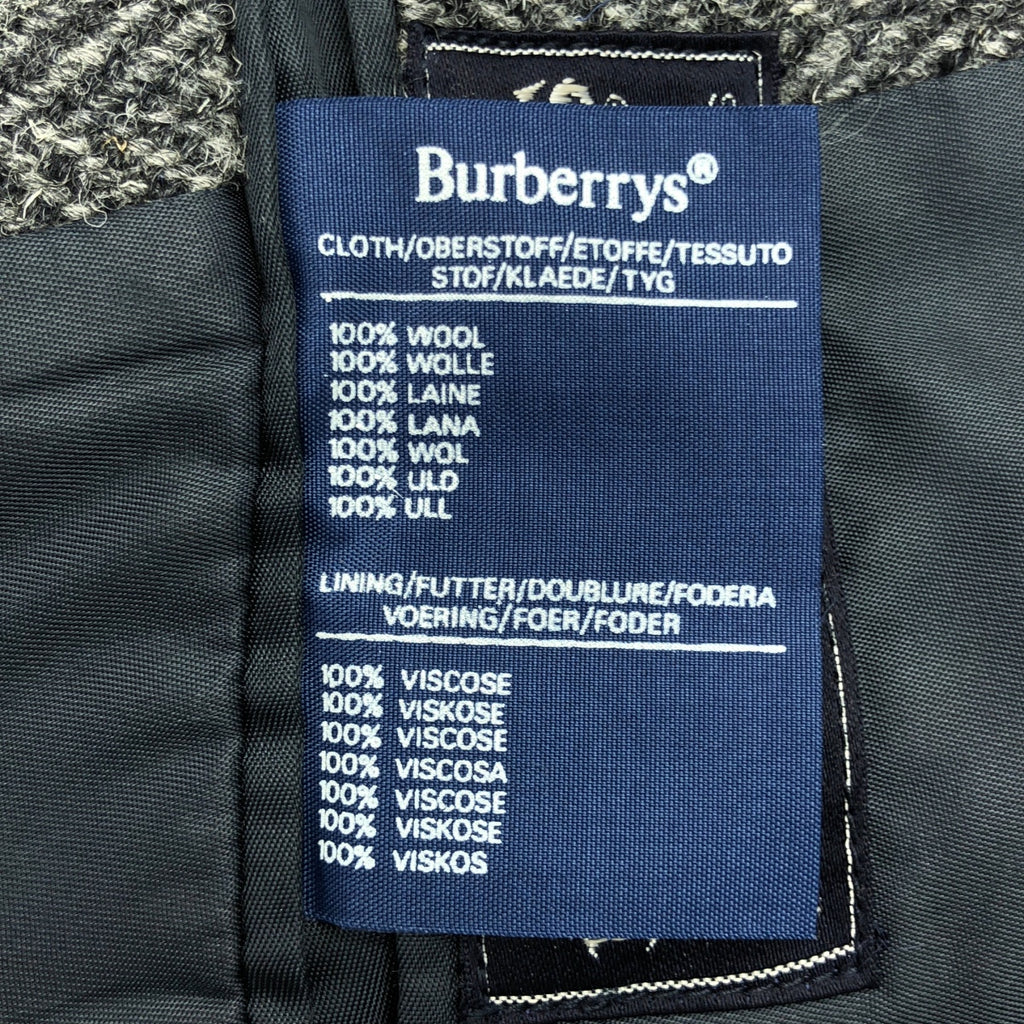 Burberrys®
CLOTH/OBERSTOFF/ETOFFE/TESSUTO
STOF/KLAEDE/TYG
100% WOOL
100% WOLLE
100% LAINE
100% LANA
100% WOL
100% ULD
100% ULL
LINING/FUTTER/DOUBLURE/FODERA
VOERING/FOER/FODER
100% VISCOSE
100% VISKOSE
100% VISCOSE
100% VISCOSA
100% VISCOSE
100% VISKOSE
100% VISKOS